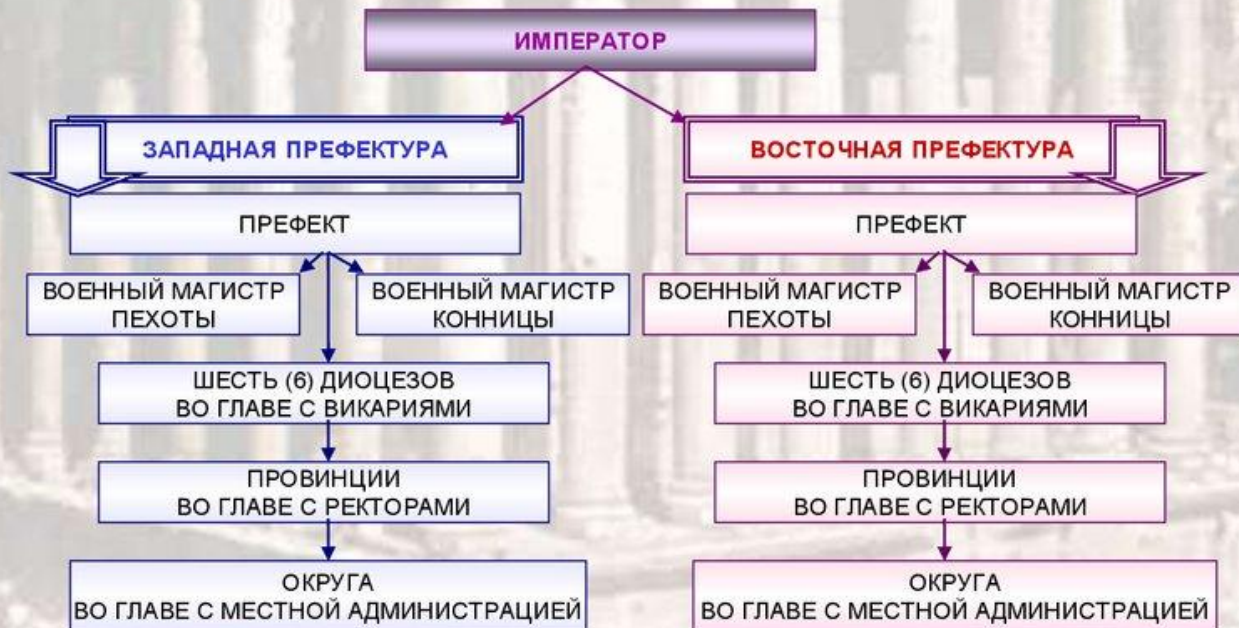 ИМПЕРАТОР
ЗАПАДНАЯ ПРЕФЕКТУРА
ПРЕФЕКТ
ВОЕННЫЙ МАГИСТР
ПЕХОТЫ
ВОЕННЫЙ МАГИСТР
КОННИЦЫ
ШЕСТЬ (6) ДИОЦЕЗОВ
ВО ГЛАВЕ С ВИКАРИЯМИ
ПРОВИНЦИИ
ВО ГЛАВЕ С РЕКТОРАМИ
ОКРУГА
ВО ГЛАВЕ С МЕСТНОЙ АДМИНИСТРАЦИЕЙ
ВОСТОЧНАЯ ПРЕФЕКТУРА
ПРЕФЕКТ
ВОЕННЫЙ МАГИСТР
ПЕХОТЫ
ВОЕННЫЙ МАГИСТР
КОННИЦЫ
ШЕСТЬ (6) ДИОЦЕЗОВ
ВО ГЛАВЕ С ВИКАРИЯМИ
ПРОВИНЦИИ
ВО ГЛАВЕ С РЕКТОРАМИ
ОКРУГА
ВО ГЛАВЕ С МЕСТНОЙ АДМИНИСТРАЦИЕЙ